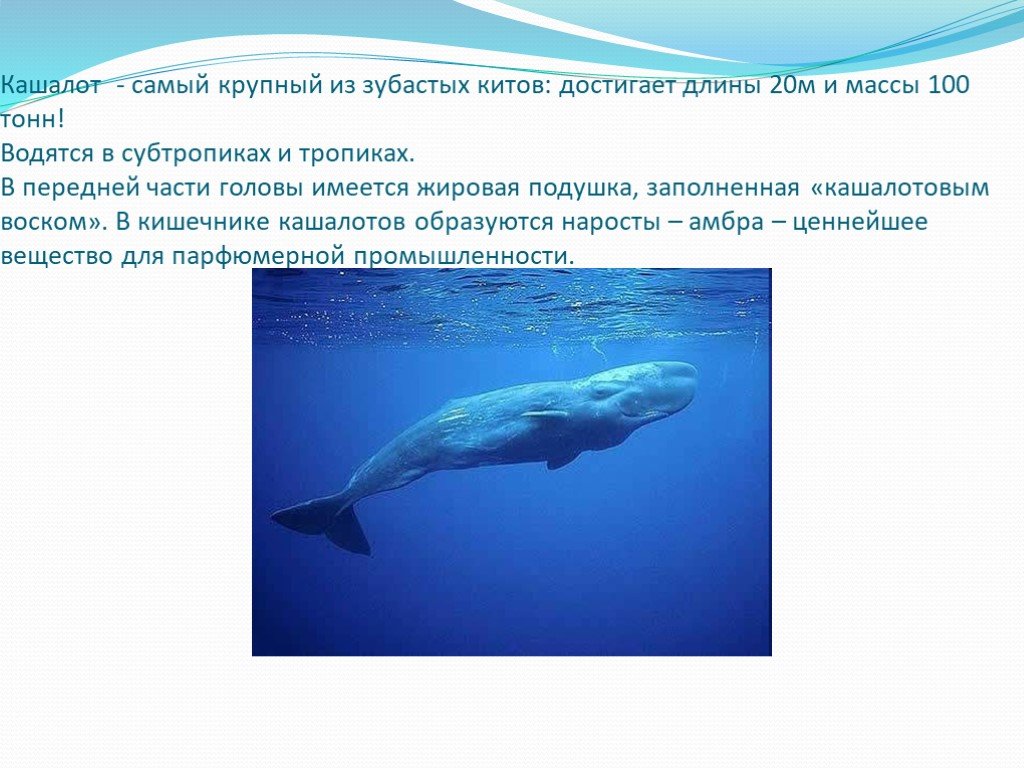 Кашалот  - самый крупный из зубастых китов: достигает длины 20м и массы 100
тонн!
Водятся в субтропиках и тропиках.
В передней части головы имеется жировая подушка, заполненная «кашалотовым
воском». В кишечнике кашалотов образуются наросты – амбра – ценнейшее
вещество для парфюмерной промышленности.